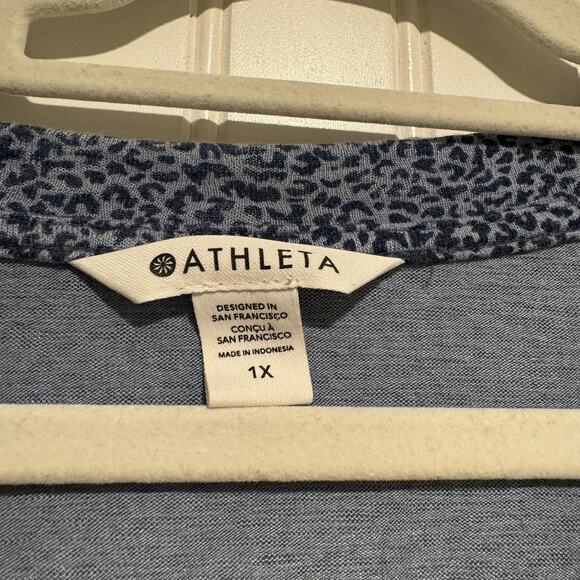 ATHLETA
DESIGNED IN
SAN FRANCISCO
CONÇU À
SAN FRANCISCO
MADE IN INDONESIA
1X